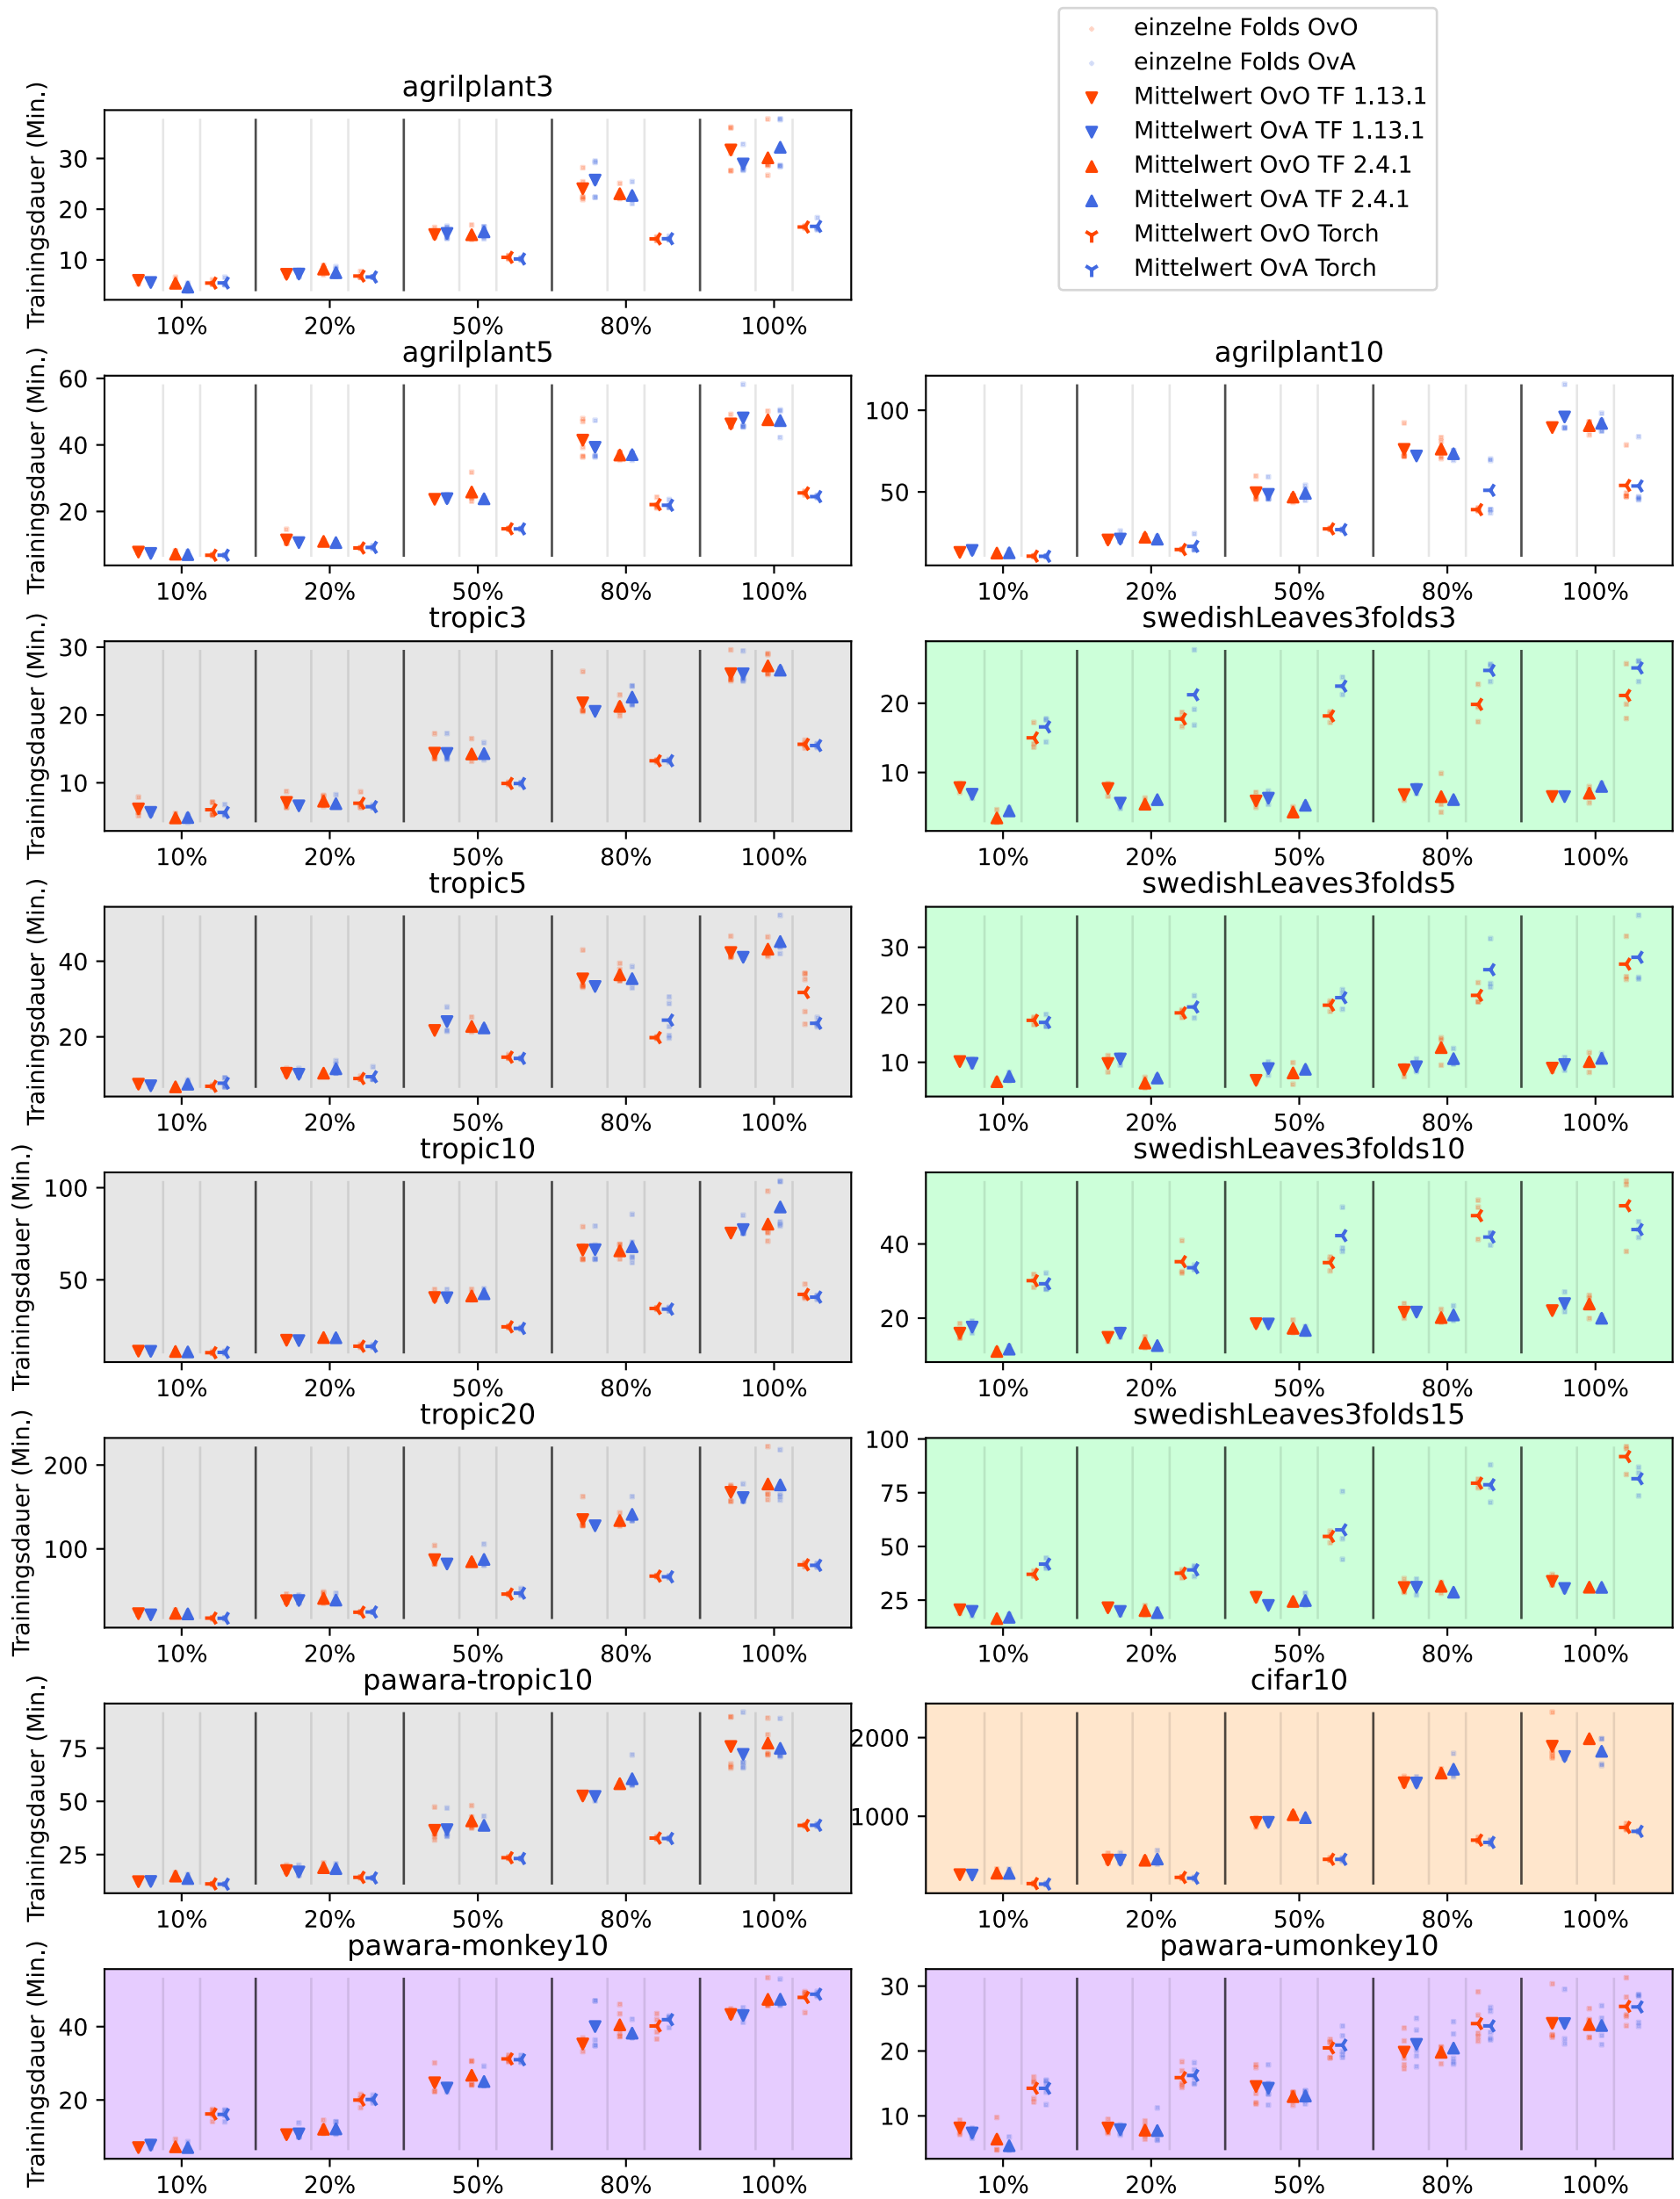 einzelne Folds OvO
einzelne Folds OvA
Mittelwert OvO TF 1.13.1
Mittelwert OvA TF 1.13.1
Mittelwert OvO TF 2.4.1
Mittelwert OvA TF 2.4.1
Mittelwert OvO Torch
Mittelwert OvA Torch
agrilplant3
Trainingsdauer (Min.)
30
20
10
10% 20% 50% 80% 100%
agrilplant5
Trainingsdauer (Min.)
60
40
20
10% 20% 50% 80% 100%
agrilplant10
100
50
10% 20% 50% 80% 100%
tropic3
Trainingsdauer (Min.)
30
20
10
10% 20% 50% 80% 100%
swedishLeaves3folds3
20
10
10% 20% 50% 80% 100%
tropic5
Trainingsdauer (Min.)
40
20
10% 20% 50% 80% 100%
swedishLeaves3folds5
30
20
10
10% 20% 50% 80% 100%
tropic10
Trainingsdauer (Min.)
100
50
10% 20% 50% 80% 100%
swedishLeaves3folds10
40
20
10% 20% 50% 80% 100%
tropic20
Trainingsdauer (Min.)
200
100
10% 20% 50% 80% 100%
swedishLeaves3folds15
100
75
50
25
10% 20% 50% 80% 100%
pawara-tropic10
Trainingsdauer (Min.)
75
50
25
10% 20% 50% 80% 100%
cifar10
2000
1000
10% 20% 50% 80% 100%
pawara-monkey10
Trainingsdauer (Min.)
40
20
10% 20% 50% 80% 100%
pawara-umonkey10
30
20
10
10% 20% 50% 80% 100%